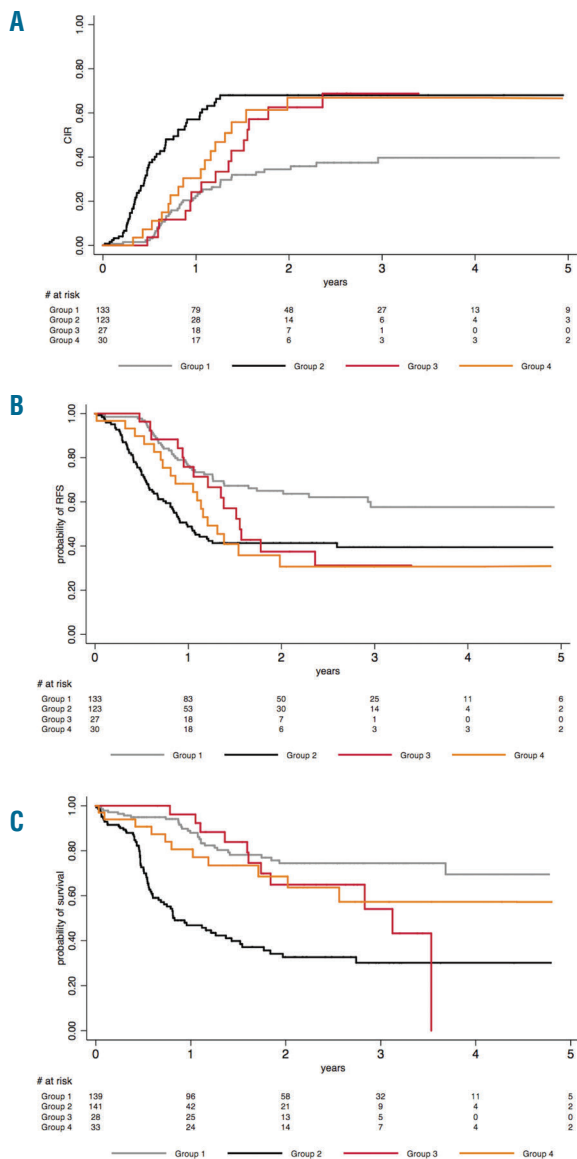 A
CIR
1.00
0.80
0.60
0.40
0.20
0.00
0 1 2 3 4 5
years
# at risk
Group 1 133 79 48 27 13 9
Group 2 123 28 14 6 4 3
Group 3 27 18 7 1 0 0
Group 4 30 17 6 3 3 2
Group 1 Group 2 Group 3 Group 4
B
probability of RFS
1.00
0.80
0.60
0.40
0.20
0.00
0 1 2 3 4 5
years
# at risk
Group 1 133 83 50 25 11 6
Group 2 123 53 30 14 4 2
Group 3 27 18 7 1 0 0
Group 4 30 18 6 3 3 2
Group 1 Group 2 Group 3 Group 4
C
probability of survival
1.00
0.80
0.60
0.40
0.20
0.00
0 1 2 3 4 5
years
# at risk
Group 1 139 96 58 32 11 5
Group 2 141 42 21 9 4 2
Group 3 28 25 13 5 0 0
Group 4 33 24 14 7 4 2
Group 1 Group 2 Group 3 Group 4